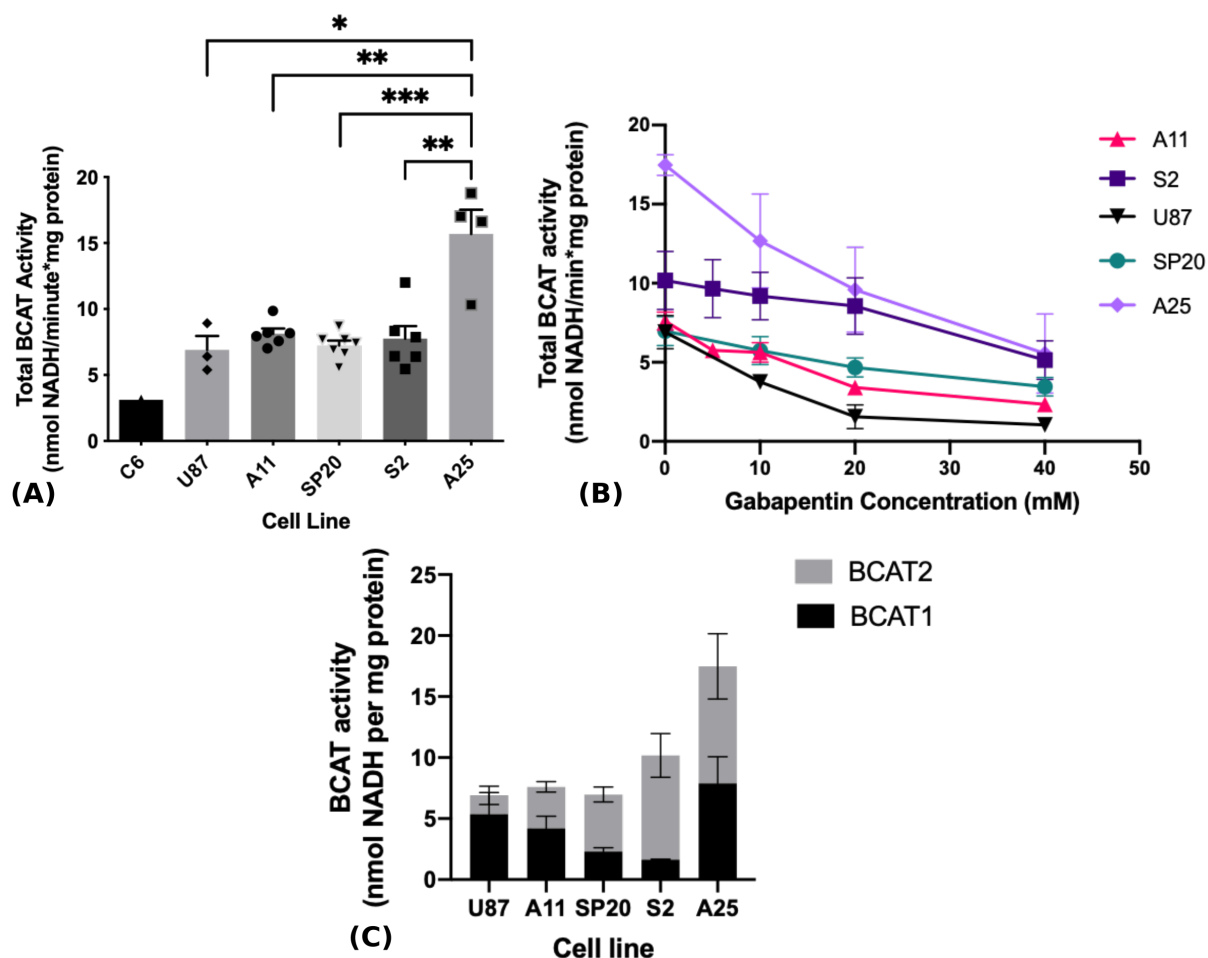 *
**
***
**
Total BCAT Activity
(nmol NADH/minute*mg protein)
20
15
10
5
0
C6
U87
A11
SP20
S2
A25
Cell Line
(A)
Total BCAT activity
(nmol NADH/min*mg protein)
20
15
10
5
0
0
10
20
30
40
50
Gabapentin Concentration (mM)
A11
S2
U87
SP20
A25
(B)
BCAT activity
(nmol NADH per mg protein)
25
20
15
10
5
0
U87
A11
SP20
S2
A25
Cell line
BCAT2
BCAT1
(C)